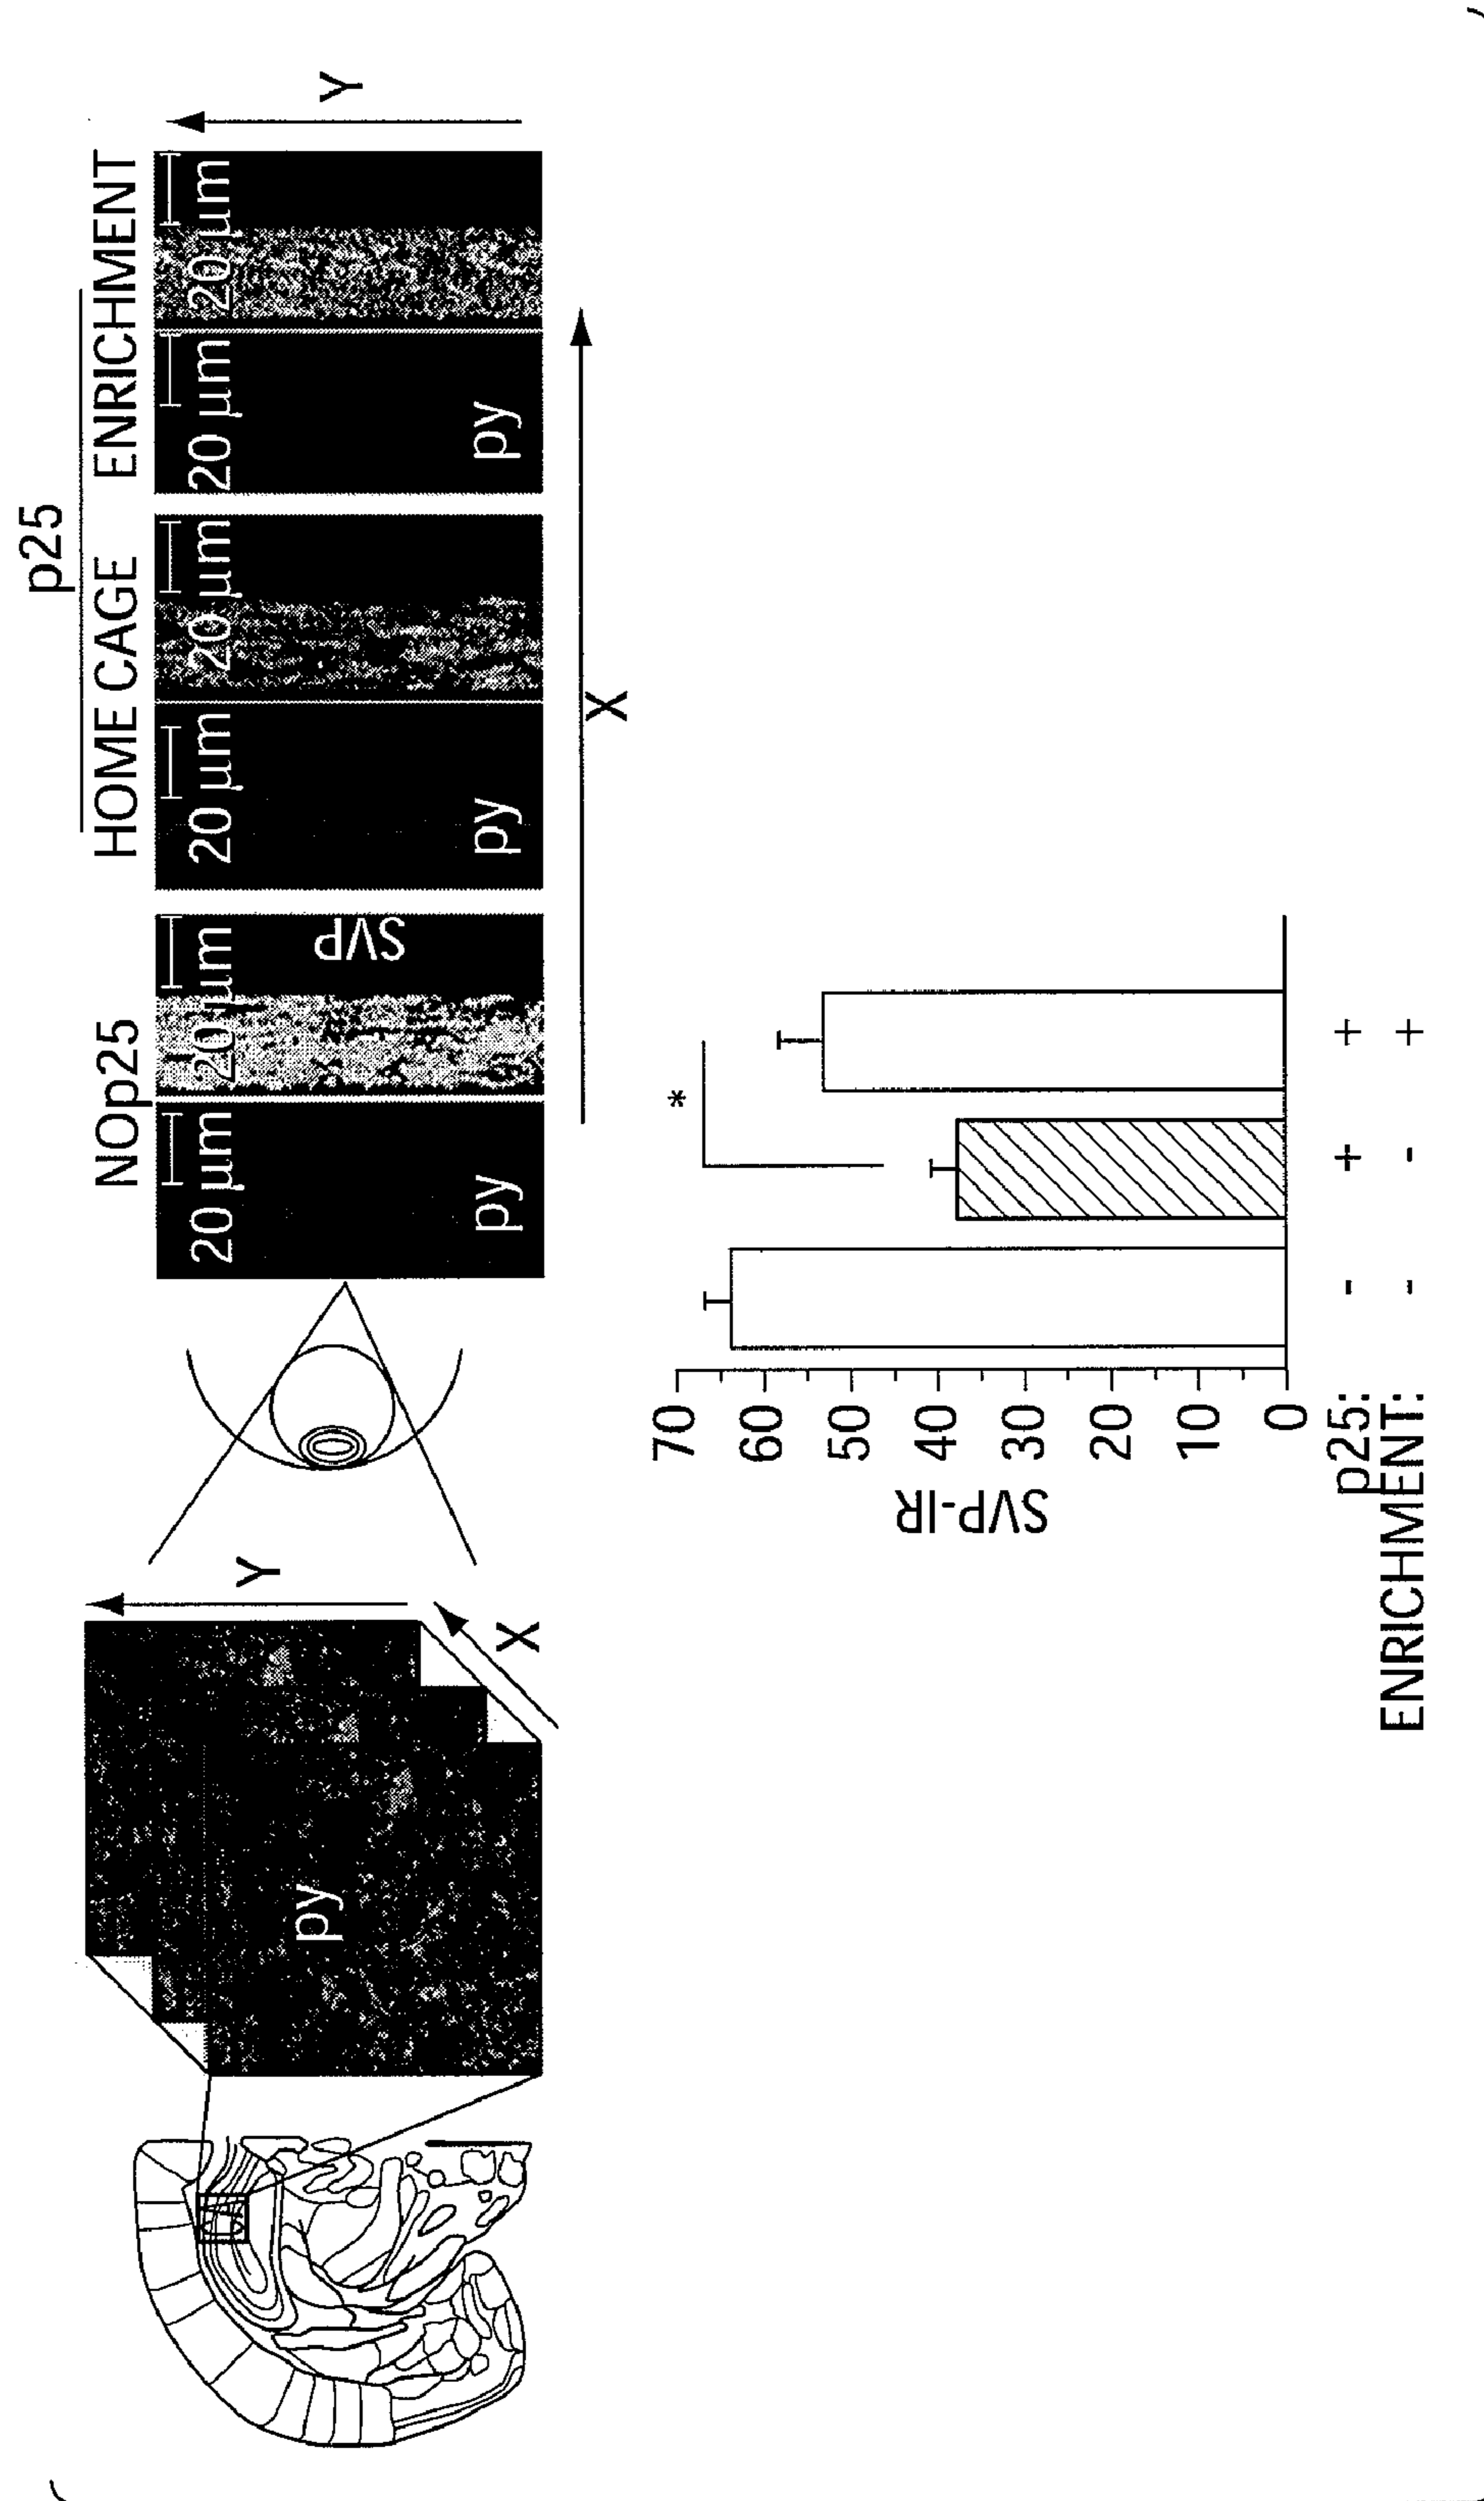 p25
NOp25 HOME CAGE ENRICHMENT
20 µm 20 µm 20 µm 20 µm 20 µm 20 µm
SVP
py py py py
Y Y
X X
*
SVP-IR
70
60
50
40
30
20
10
0
p25: - + +
ENRICHMENT: - - +